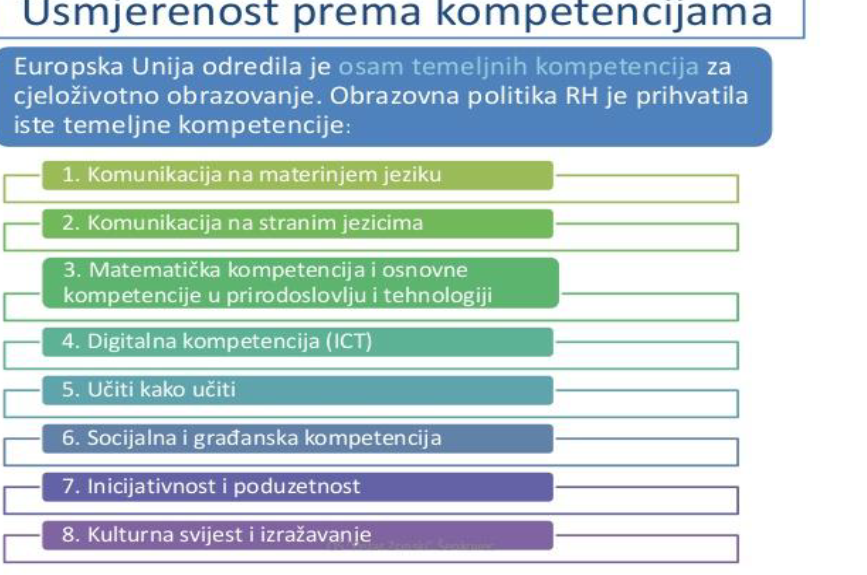 Usmjerenost prema kompetencijama
Europska Unija odredila je osam temeljnih kompetencija za
cjeloživotno obrazovanje. Obrazovna politika RH je prihvatila
iste temeljne kompetencije:
1. Komunikacija na materinjem jeziku
2. Komunikacija na stranim jezicima
3. Matematička kompetencija i osnovne
kompetencije u prirodoslovlju i tehnologiji
4. Digitalna kompetencija (ICT)
5. Učiti kako učiti
6. Socijalna i građanska kompetencija
7. Inicijativnost i poduzetnost
8. Kulturna svijest i izražavanje